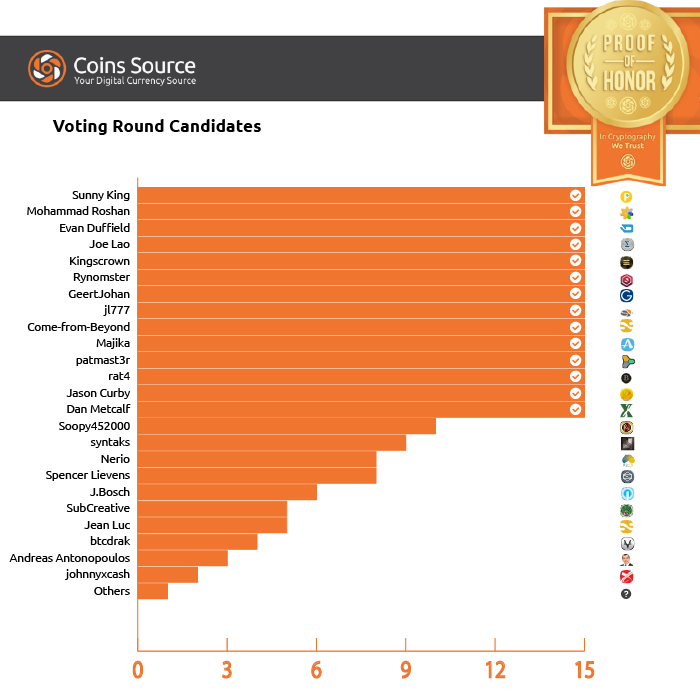 Coins Source
Your Digital Currency Source
PROOF
OF
HONOR
In Cryptography
We Trust
Voting Round Candidates
Sunny King
Mohammad Roshan
Evan Duffield
Joe Lao
Kingscrown
Rynomster
GeertJohan
jl777
Come-from-Beyond
Majika
patmast3r
rat4
Jason Curby
Dan Metcalf
Soopy452000
syntaks
Nerio
Spencer Lievens
J.Bosch
SubCreative
Jean Luc
btcdrak
Andreas Antonopoulos
johnnyxcash
Others
?
0 3 6 9 12 15